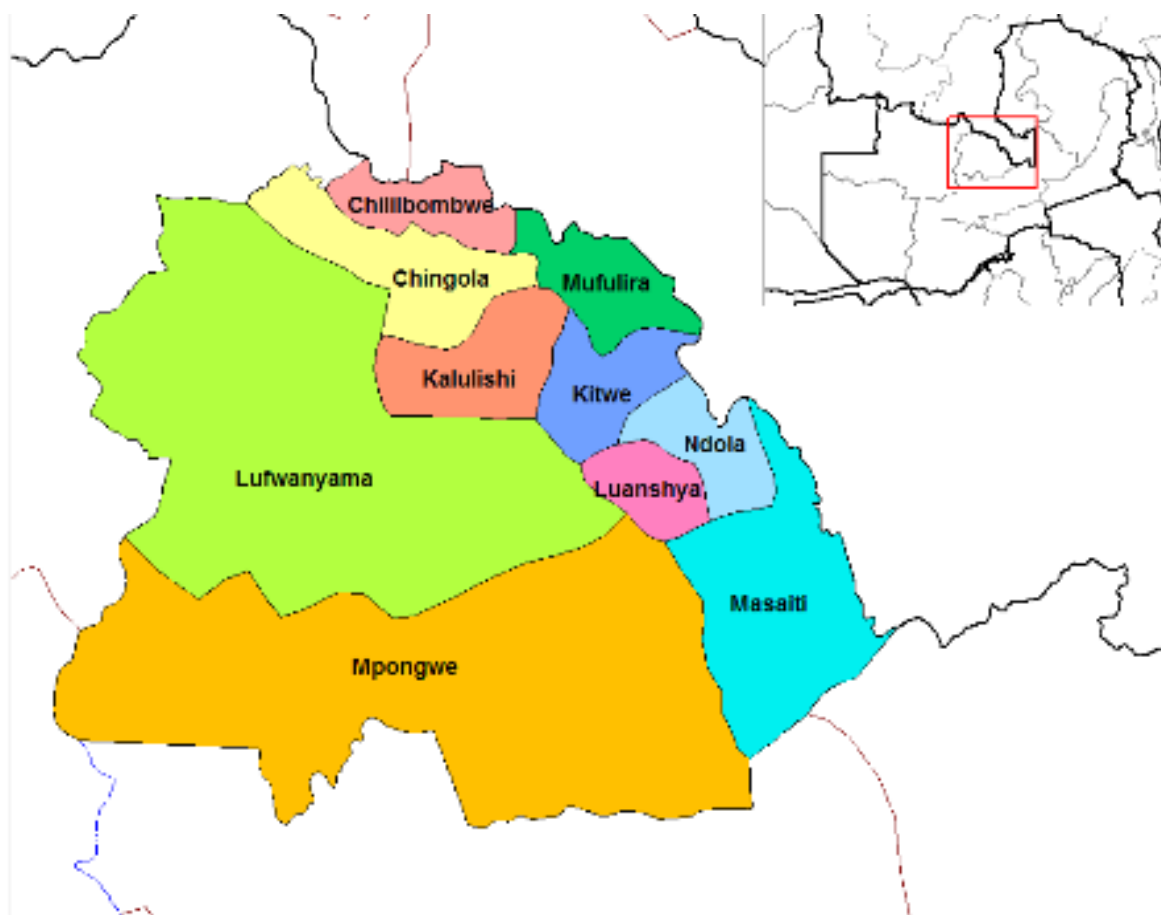 Chililbombwe
Chingola
Mufulira
Kalulishi
Kitwe
Ndola
Lufwanyama
Luanshya
Masaiti
Mpongwe